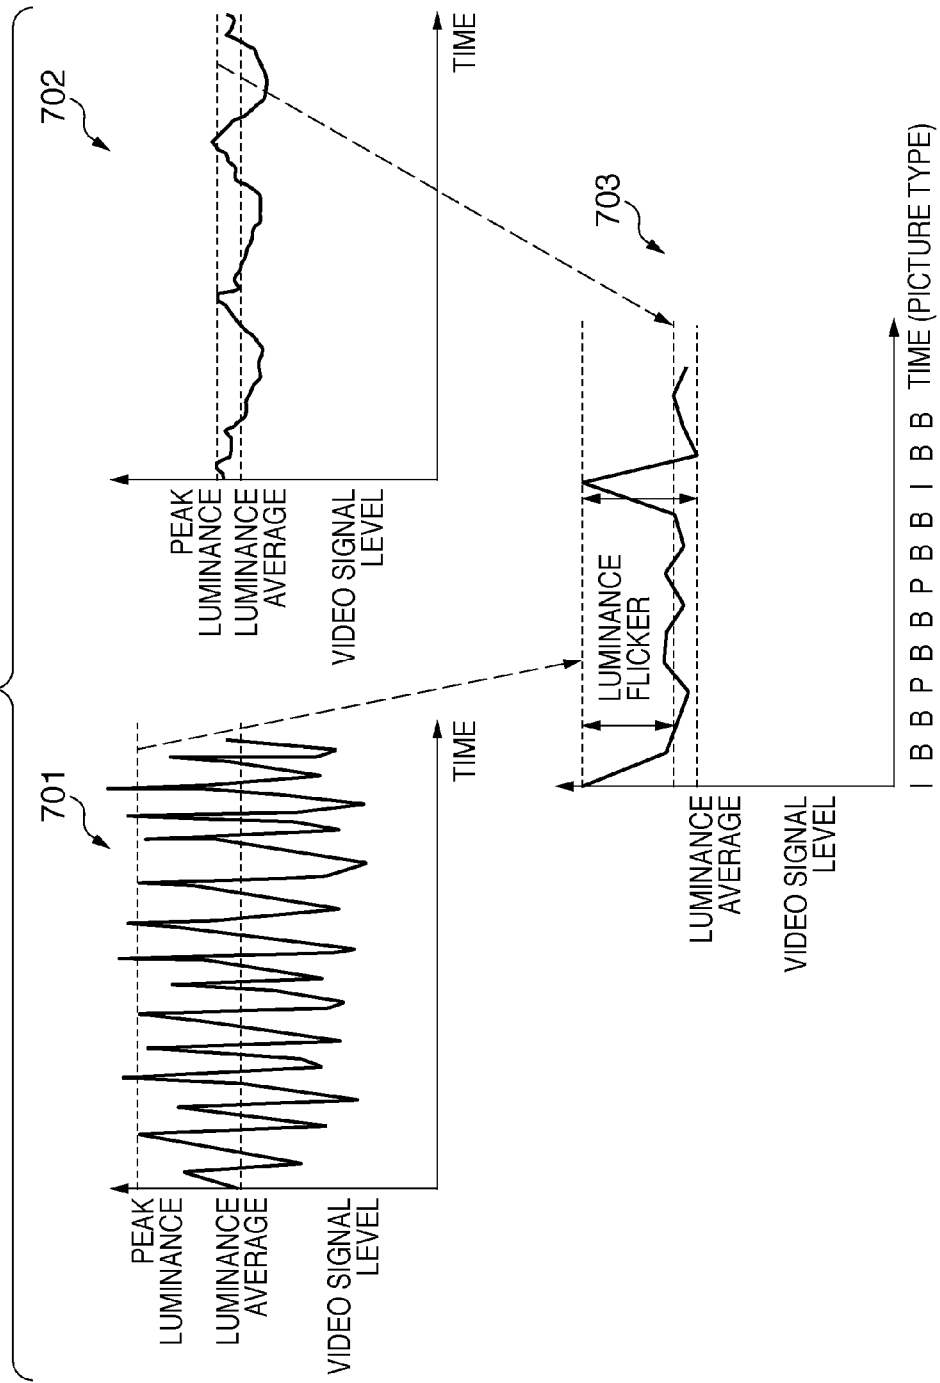 701
PEAK
LUMINANCE
LUMINANCE
AVERAGE
VIDEO SIGNAL
LEVEL
TIME
702
PEAK
LUMINANCE
LUMINANCE
AVERAGE
VIDEO SIGNAL
LEVEL
TIME
703
LUMINANCE
FLICKER
LUMINANCE
AVERAGE
VIDEO SIGNAL
LEVEL
I B B P B B P B B I B B TIME (PICTURE TYPE)